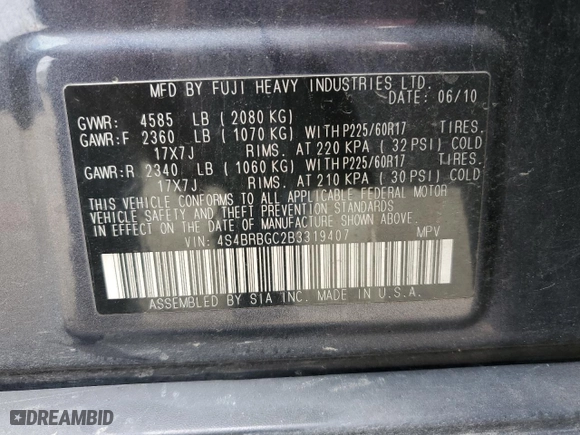 MFD BY FUJI HEAVY INDUSTRIES LTD.
DATE: 06/10
GVWR: 4585 LB (2080 KG)
GAWR:F 2360 LB (1070 KG) WITH P225/60R17 TIRES.
17X7J RIMS. AT 220 KPA (32 PSI) COLD
GAWR:R 2340 LB (1060 KG) WITH P225/60R17 TIRES.
17X7J RIMS. AT 210 KPA (30 PSI) COLD
THIS VEHICLE CONFORMS TO ALL APPLICABLE FEDERAL MOTOR
VEHICLE SAFETY AND THEFT PREVENTION STANDARDS
IN EFFECT ON THE DATE OF MANUFACTURE SHOWN ABOVE.
VIN: 4S4BRBGC2B3319407 MPV
ASSEMBLED BY SIA INC. MADE IN U.S.A.
DREAMBID